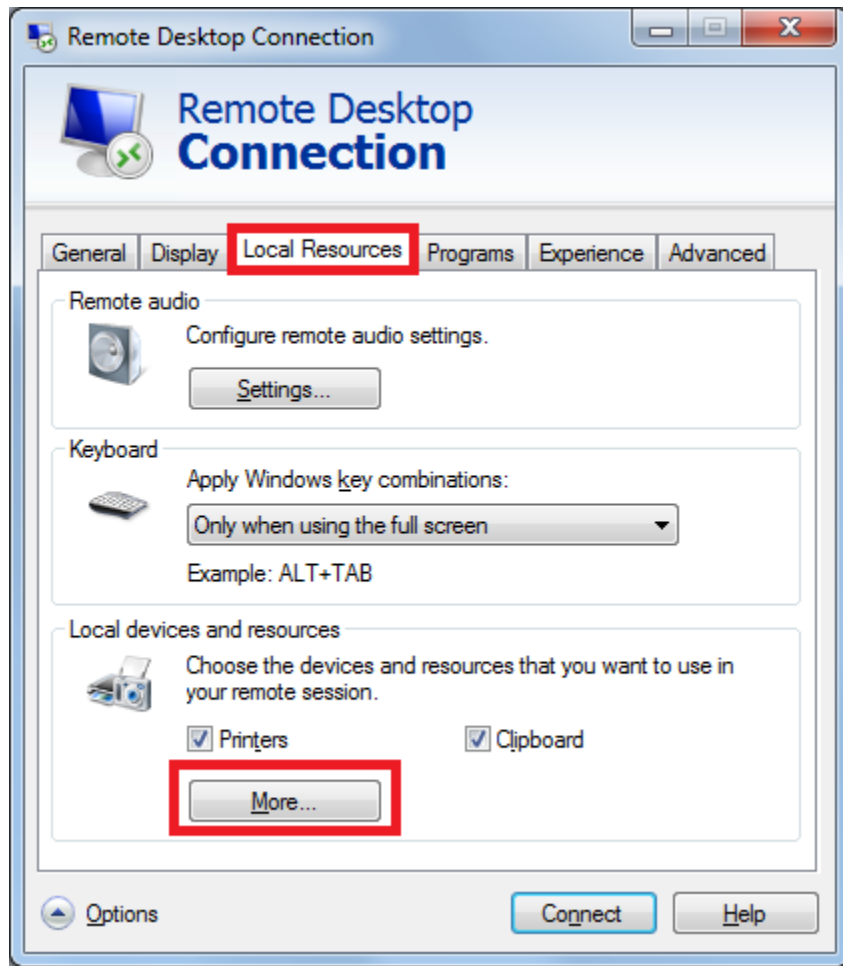 Remote Desktop Connection
Remote Desktop
Connection
General Display Local Resources Programs Experience Advanced
Remote audio
Configure remote audio settings.
Settings...
Keyboard
Apply Windows key combinations:
Only when using the full screen
Example: ALT+TAB
Local devices and resources
Choose the devices and resources that you want to use in
your remote session.
Printers Clipboard
More...
Options Connect Help